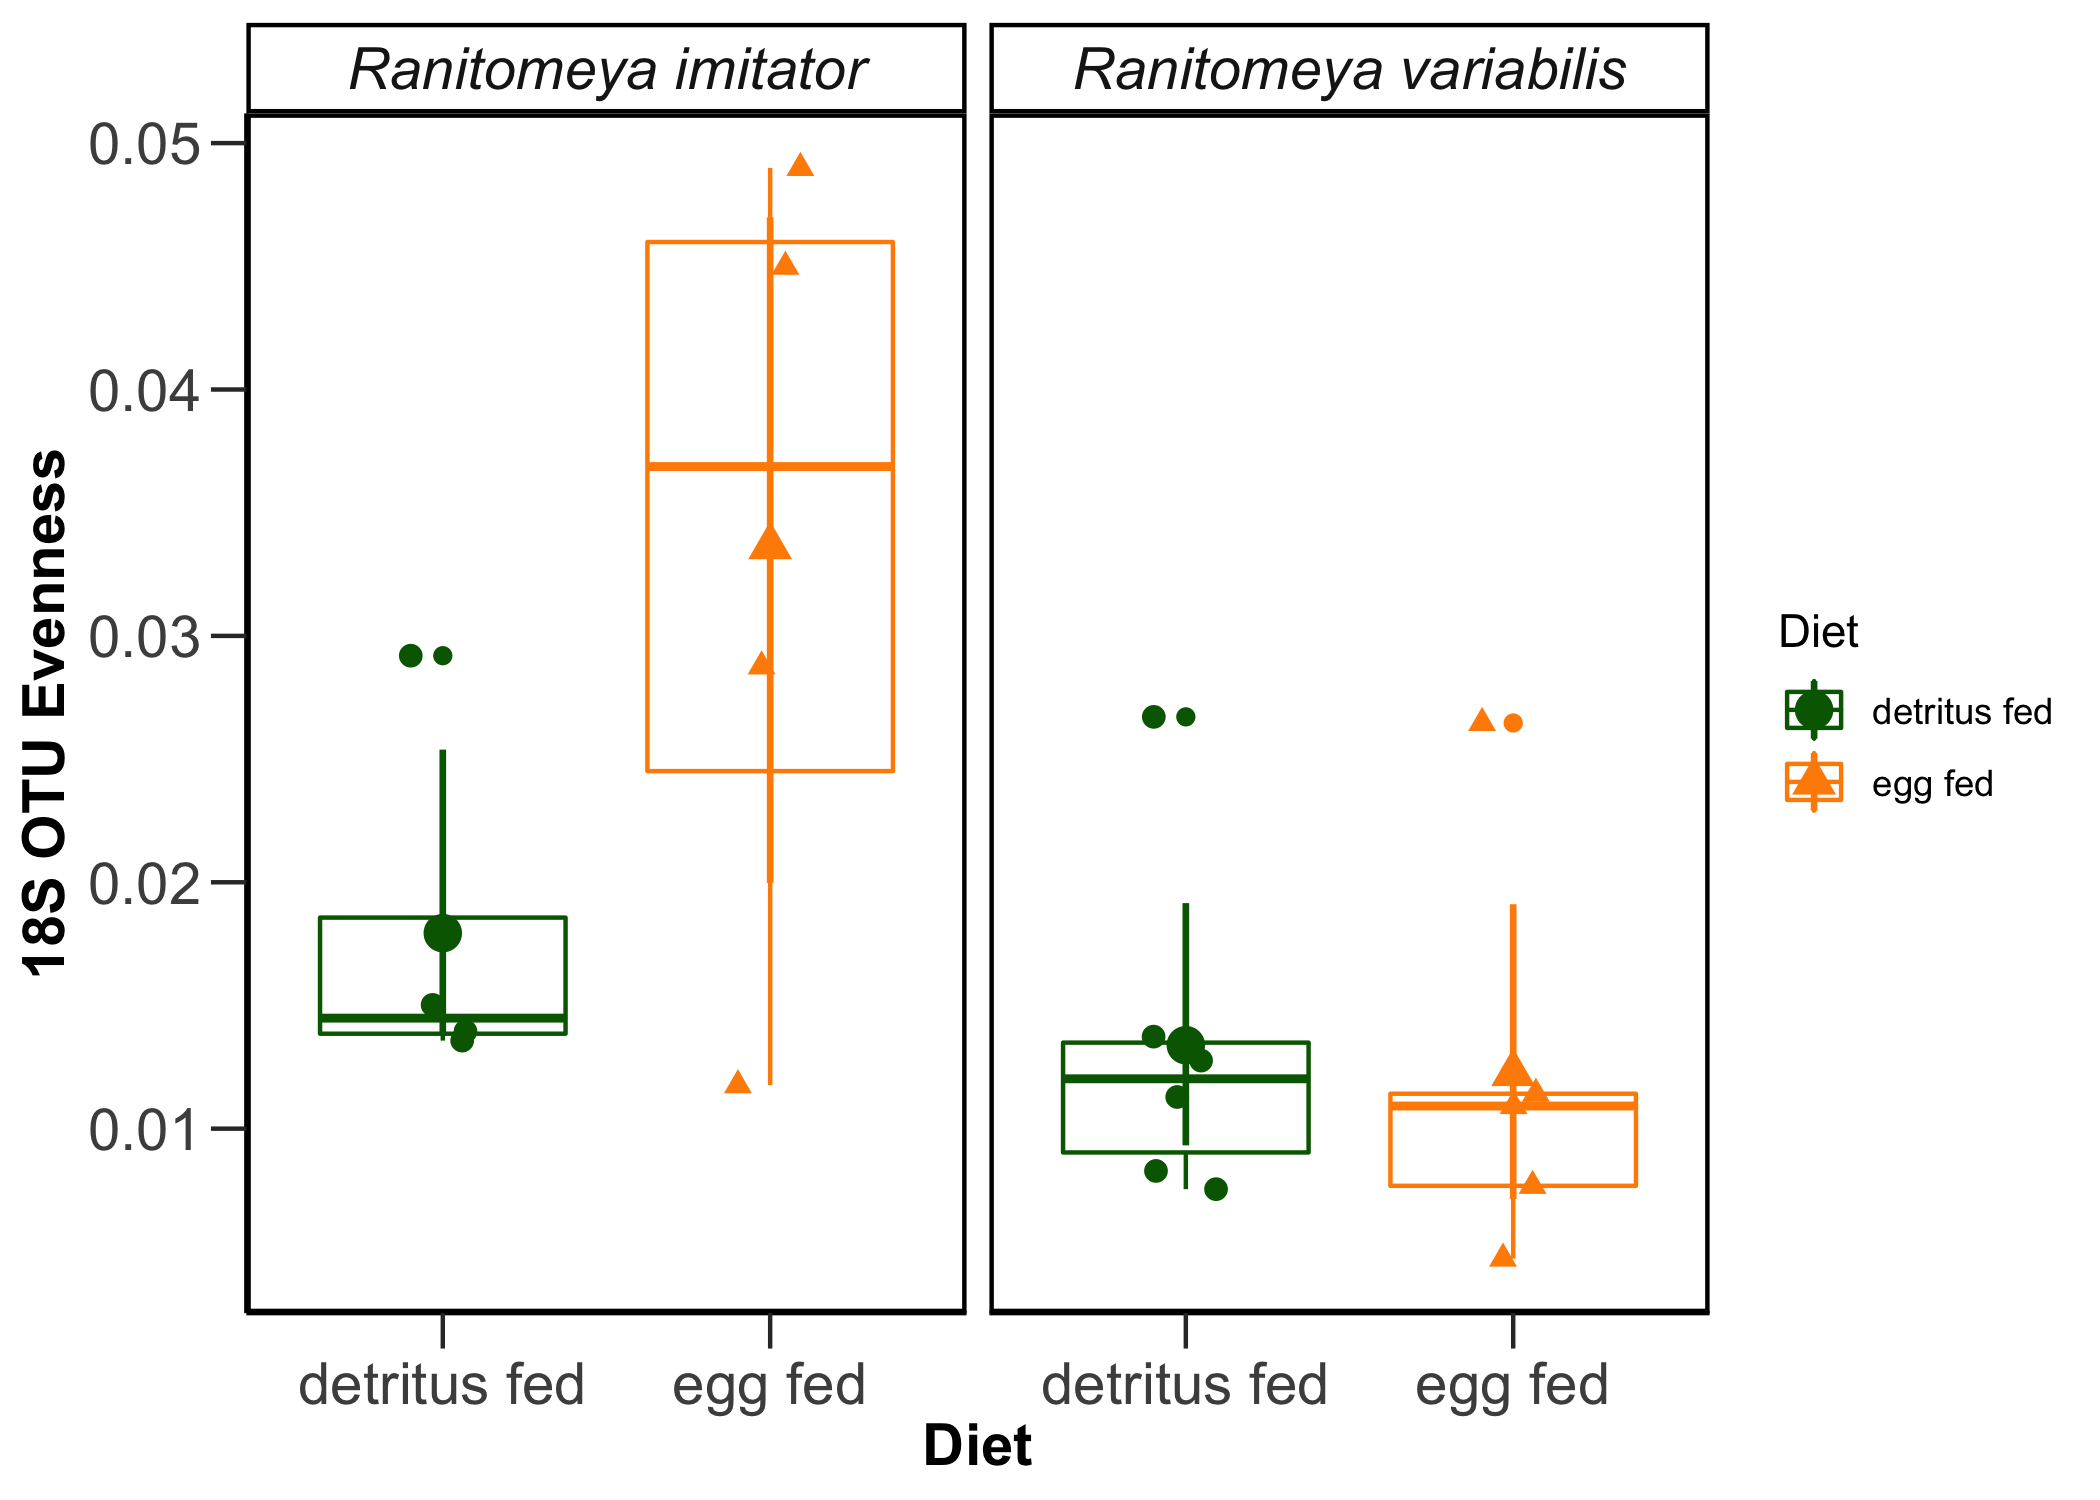 Ranitomeya imitator
Ranitomeya variabilis
0.05
0.04
0.03
0.02
0.01
18S OTU Evenness
detritus fed
egg fed
detritus fed
egg fed
Diet
Diet
detritus fed
egg fed